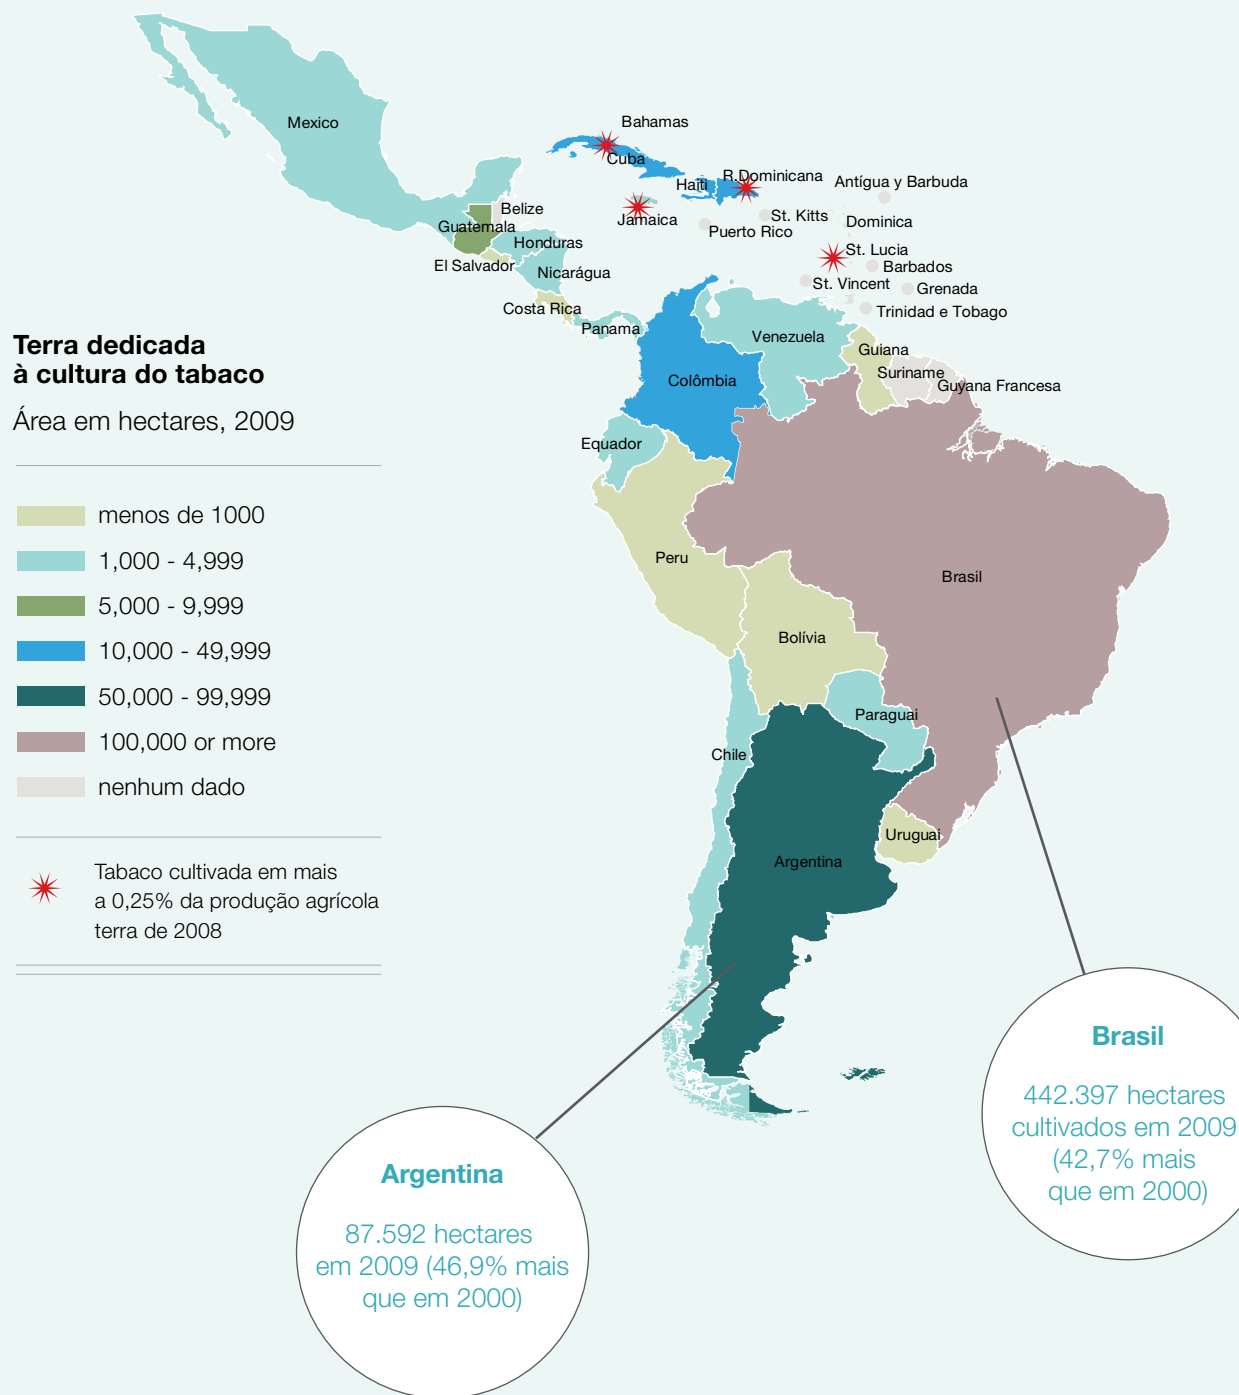 Mexico
Bahamas
Cuba
Haiti
R.Dominicana
Antígua y Barbuda
Belize
Jamaica
St. Kitts
Dominica
Guatemala
Puerto Rico
Honduras
St. Lucia
El Salvador
Barbados
Nicarágua
St. Vincent
Grenada
Costa Rica
Trinidad e Tobago
Panama
Venezuela
Guiana
Suriname
Colômbia
Guyana Francesa
Equador
Peru
Brasil
Bolívia
Paraguai
Chile
Uruguai
Argentina
Terra dedicada
à cultura do tabaco
Área em hectares, 2009
menos de 1000
1,000 - 4,999
5,000 - 9,999
10,000 - 49,999
50,000 - 99,999
100,000 or more
nenhum dado
Tabaco cultivada em mais
a 0,25% da produção agrícola
terra de 2008
Brasil
442.397 hectares
cultivados em 2009
(42,7% mais
que em 2000)
Argentina
87.592 hectares
em 2009 (46,9% mais
que em 2000)